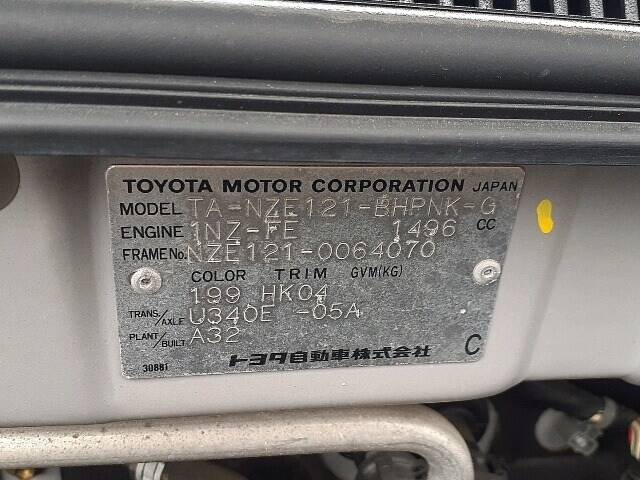 TOYOTA MOTOR CORPORATION JAPAN
MODEL TA-NZE121-BHPNK-G
ENGINE 1NZ-FE 1496 CC
FRAME No. NZE121-0064070
COLOR TRIM GVM(KG)
199 HK04
TRANS./AXLE U340E -05A
PLANT/BUILT A32
30881 トヨタ自動車株式会社 C